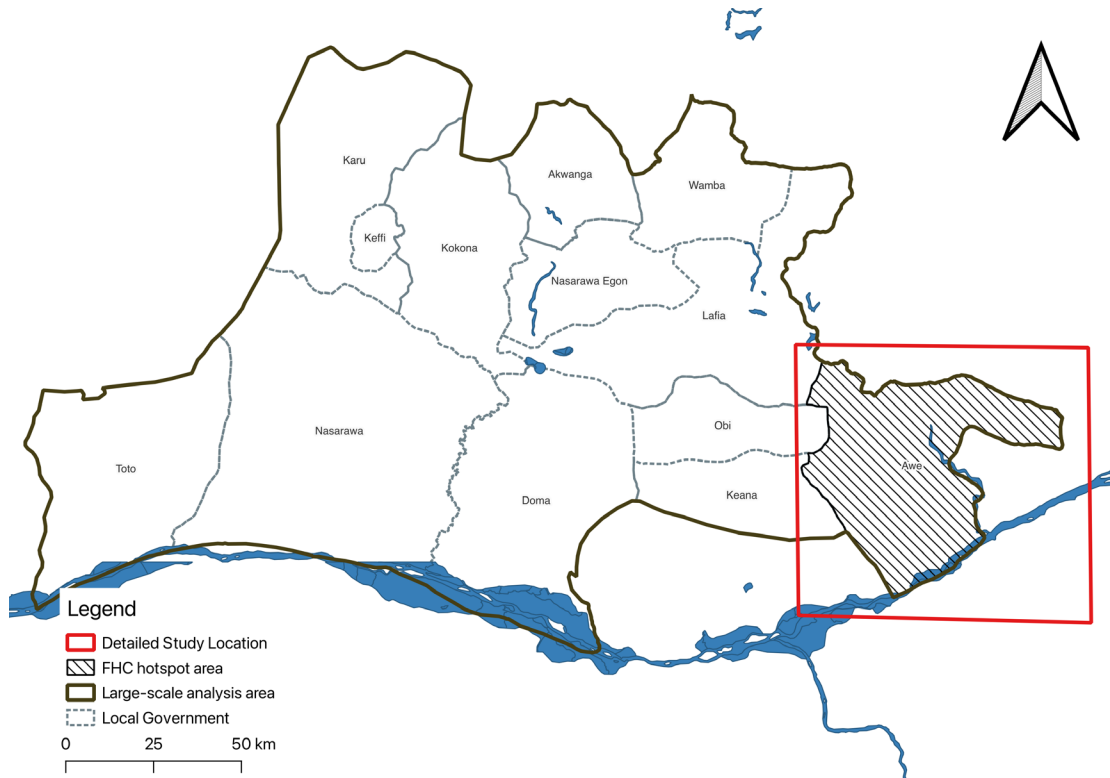 Karu
Akwanga
Wamba
Keffi
Kokona
Nasarawa Egon
Lafia
Nasarawa
Obi
Toto
Awe
Doma
Keana
Legend
Detailed Study Location
FHC hotspot area
Large-scale analysis area
Local Government
0 25 50 km